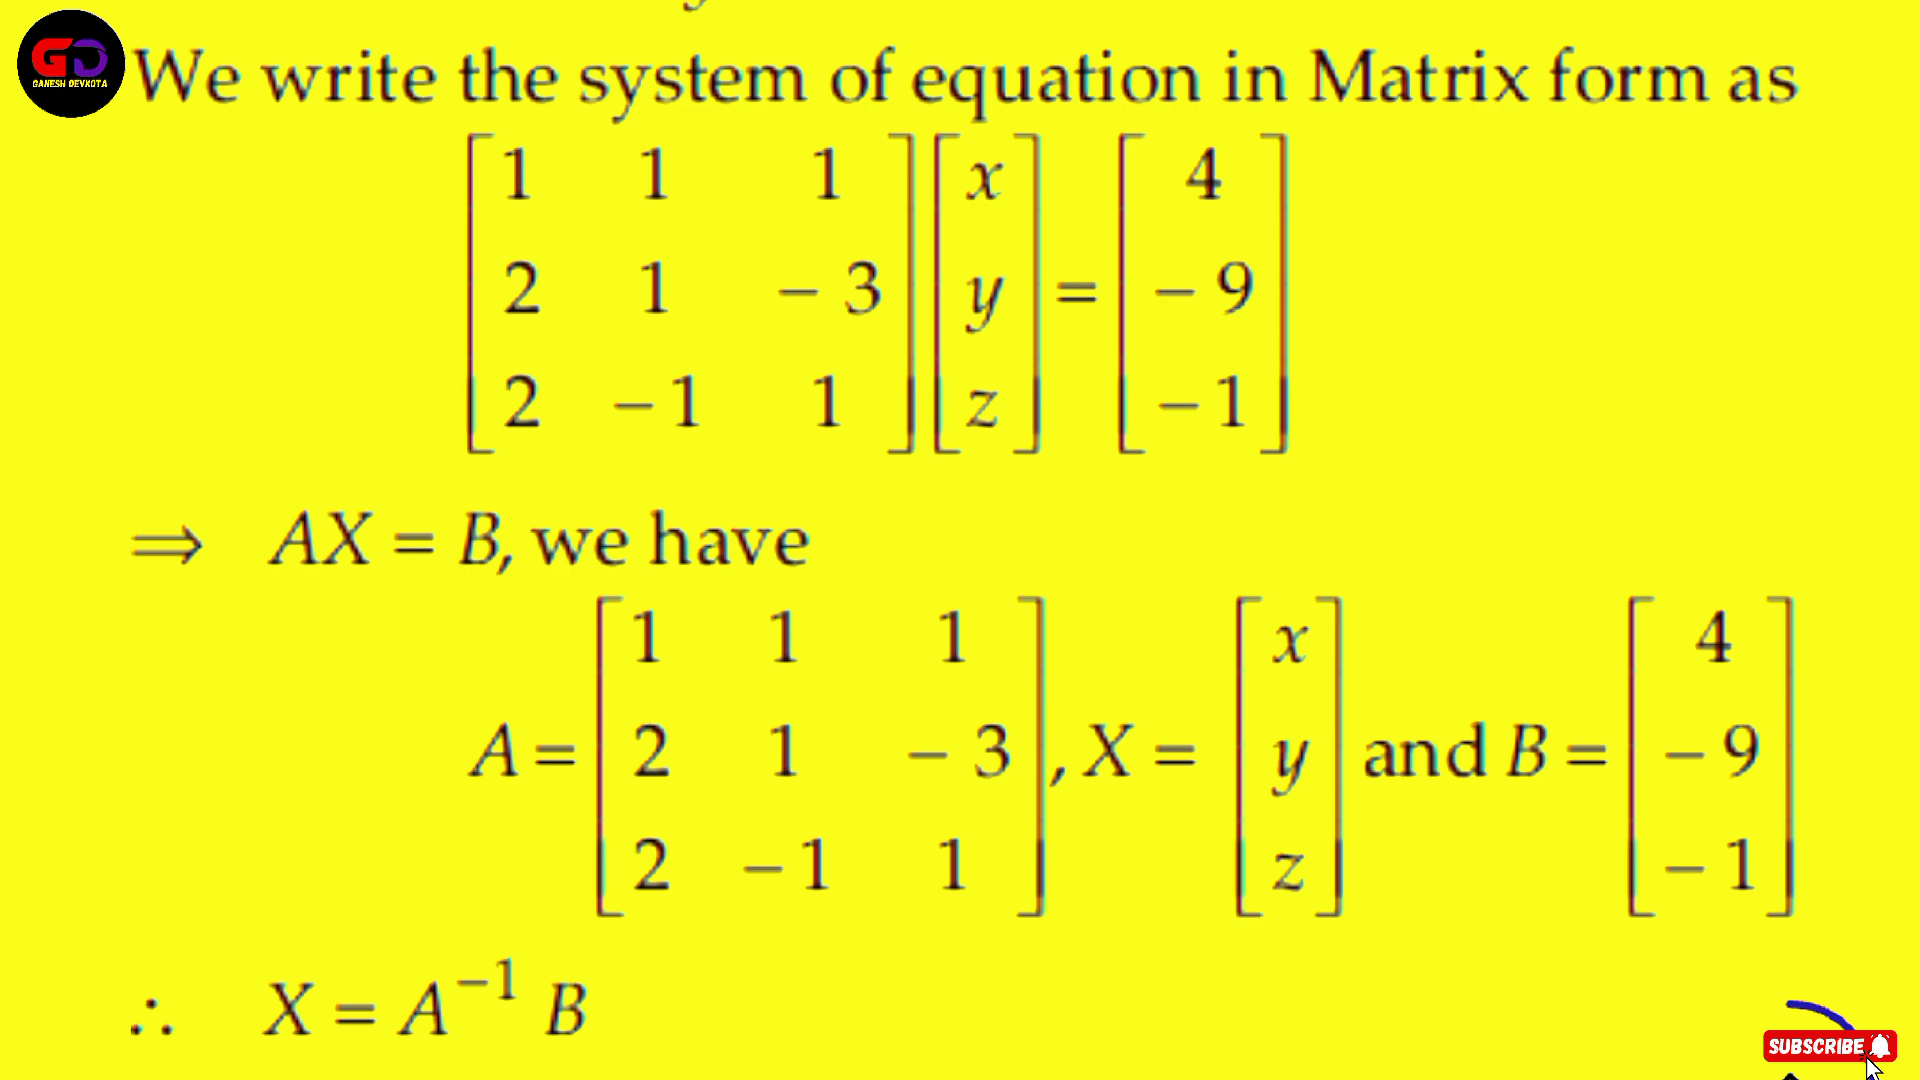 GD
GANESH DEVKOTA
We write the system of equation in Matrix form as
[1 1 1] [x] [4]
[2 1 – 3] [y] = [– 9]
[2 – 1 1] [z] [– 1]
⇒ AX = B, we have
[1 1 1] [x] [4]
A = [2 1 – 3], X = [y] and B = [– 9]
[2 – 1 1] [z] [– 1]
∴ X = A⁻¹ B
SUBSCRIBE